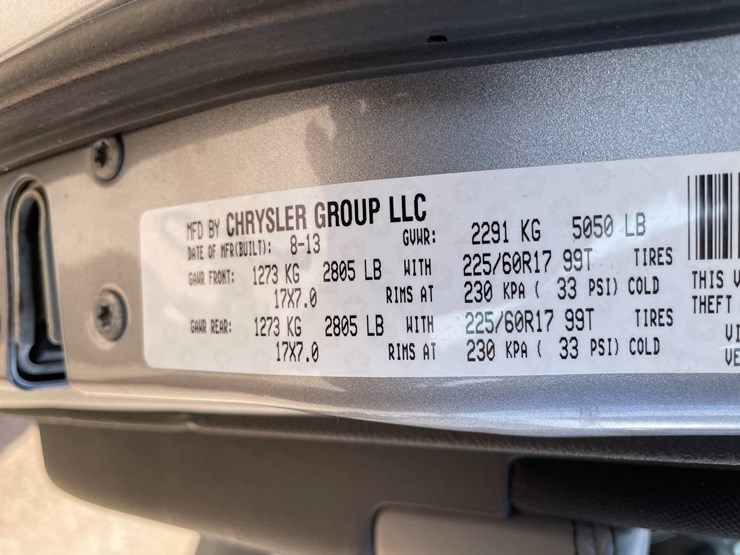 MFD BY CHRYSLER GROUP LLC
DATE OF MFR(BUILT): 8-13 GVWR: 2291 KG 5050 LB
GAWR FRONT: 1273 KG 2805 LB WITH 225/60R17 99T TIRES
17X7.0 RIMS AT 230 KPA ( 33 PSI) COLD
GAWR REAR: 1273 KG 2805 LB WITH 225/60R17 99T TIRES
17X7.0 RIMS AT 230 KPA ( 33 PSI) COLD
THIS V
THEFT
VI
VE